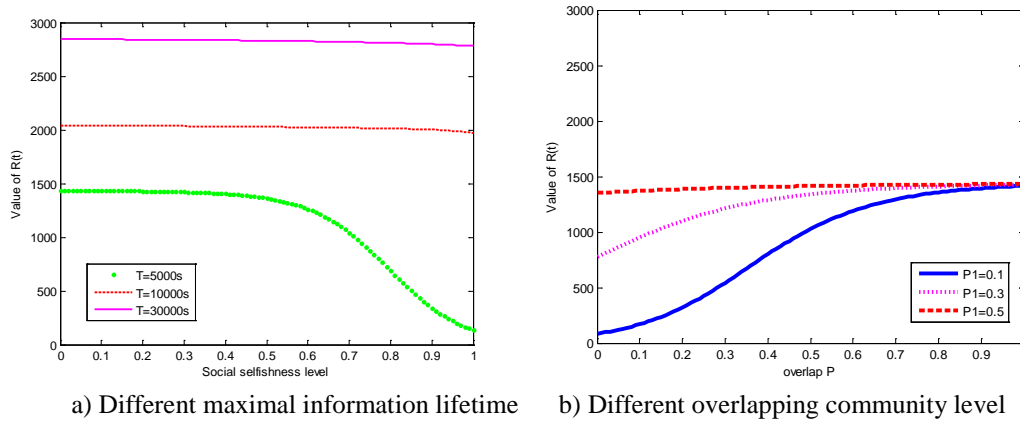 3000
2500
2000
1500
1000
500
0
Value of R(t)
T=5000s
T=10000s
T=30000s
0 0.1 0.2 0.3 0.4 0.5 0.6 0.7 0.8 0.9 1
Social selfishness level
a) Different maximal information lifetime
3000
2500
2000
1500
1000
500
0
Value of R(t)
P1=0.1
P1=0.3
P1=0.5
0 0.1 0.2 0.3 0.4 0.5 0.6 0.7 0.8 0.9
overlap P
b) Different overlapping community level